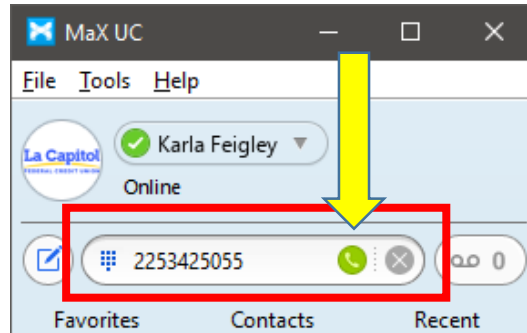 MaX UC
File Tools Help
La Capitol
FEDERAL CREDIT UNION
Karla Feigley
Online
2253425055
0
Favorites Contacts Recent